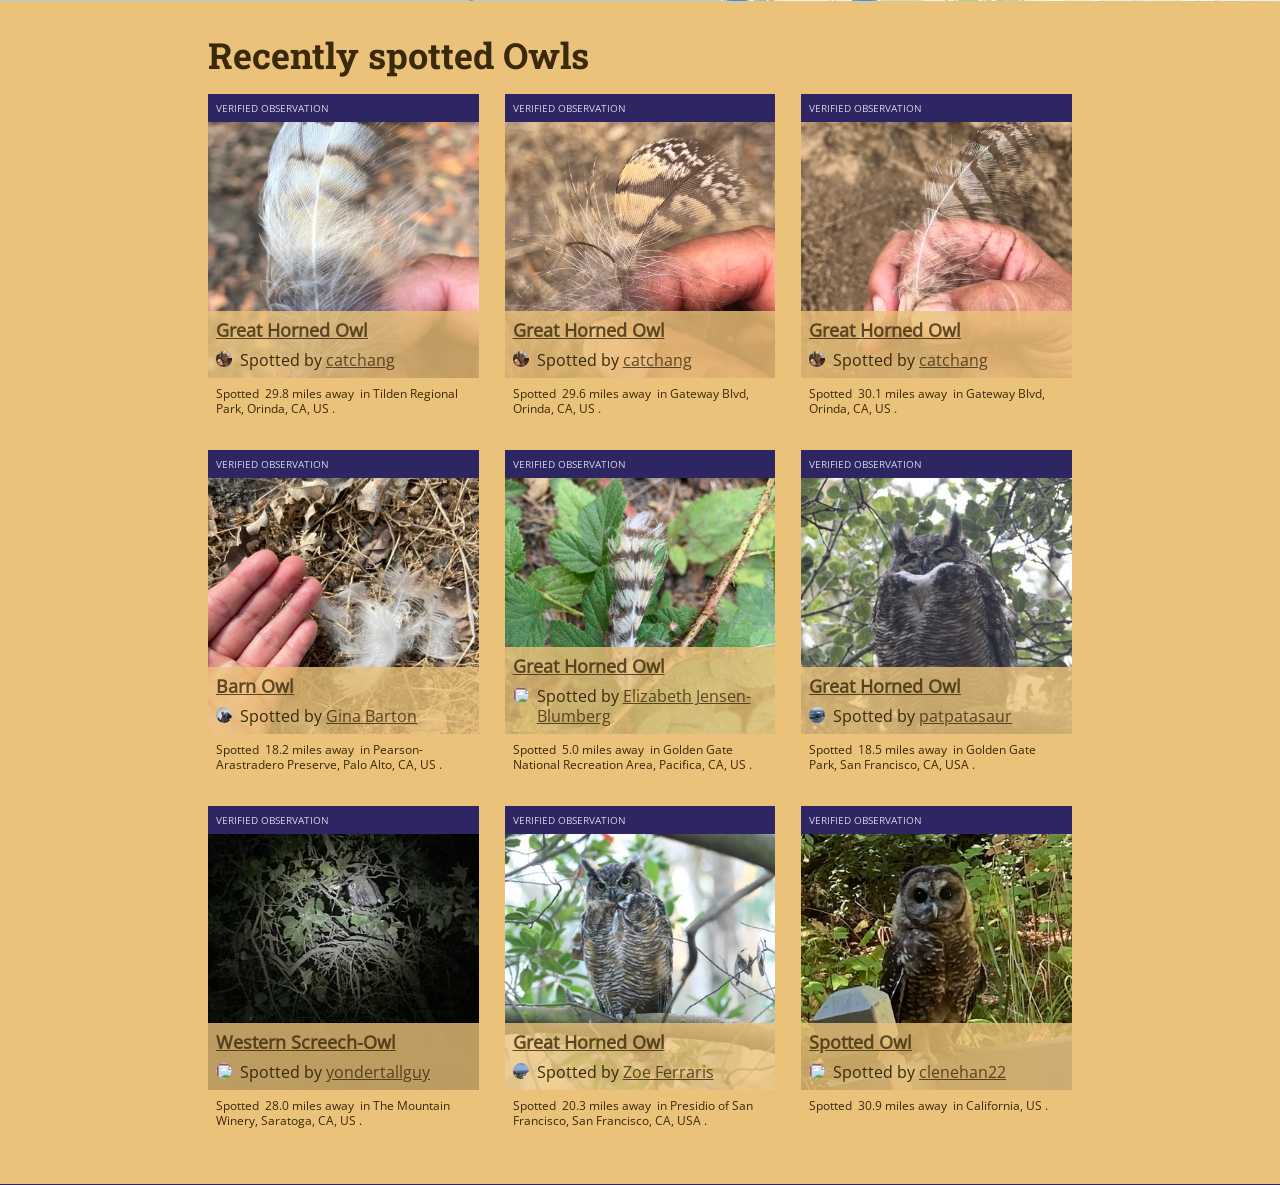 Recently spotted Owls
VERIFIED OBSERVATION
Great Horned Owl
Spotted by catchang
Spotted 29.8 miles away in Tilden Regional
Park, Orinda, CA, US .
VERIFIED OBSERVATION
Great Horned Owl
Spotted by catchang
Spotted 29.6 miles away in Gateway Blvd,
Orinda, CA, US .
VERIFIED OBSERVATION
Great Horned Owl
Spotted by catchang
Spotted 30.1 miles away in Gateway Blvd,
Orinda, CA, US .
VERIFIED OBSERVATION
Barn Owl
Spotted by Gina Barton
Spotted 18.2 miles away in Pearson-
Arastradero Preserve, Palo Alto, CA, US .
VERIFIED OBSERVATION
Great Horned Owl
Spotted by Elizabeth Jensen-
Blumberg
Spotted 5.0 miles away in Golden Gate
National Recreation Area, Pacifica, CA, US .
VERIFIED OBSERVATION
Great Horned Owl
Spotted by patpatasaur
Spotted 18.5 miles away in Golden Gate
Park, San Francisco, CA, USA .
VERIFIED OBSERVATION
Western Screech-Owl
Spotted by yondertallguy
Spotted 28.0 miles away in The Mountain
Winery, Saratoga, CA, US .
VERIFIED OBSERVATION
Great Horned Owl
Spotted by Zoe Ferraris
Spotted 20.3 miles away in Presidio of San
Francisco, San Francisco, CA, USA .
VERIFIED OBSERVATION
Spotted Owl
Spotted by clenehan22
Spotted 30.9 miles away in California, US .